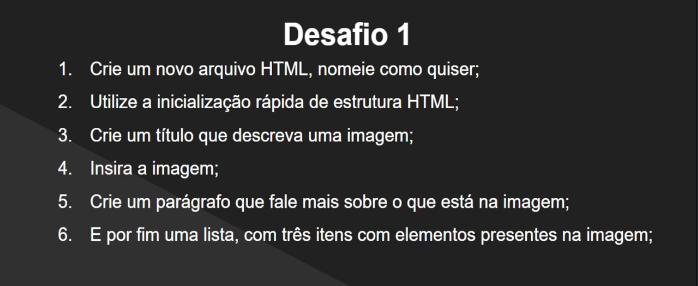 Desafio 1
1. Crie um novo arquivo HTML, nomeie como quiser;
2. Utilize a inicialização rápida de estrutura HTML;
3. Crie um título que descreva uma imagem;
4. Insira a imagem;
5. Crie um parágrafo que fale mais sobre o que está na imagem;
6. E por fim uma lista, com três itens com elementos presentes na imagem;